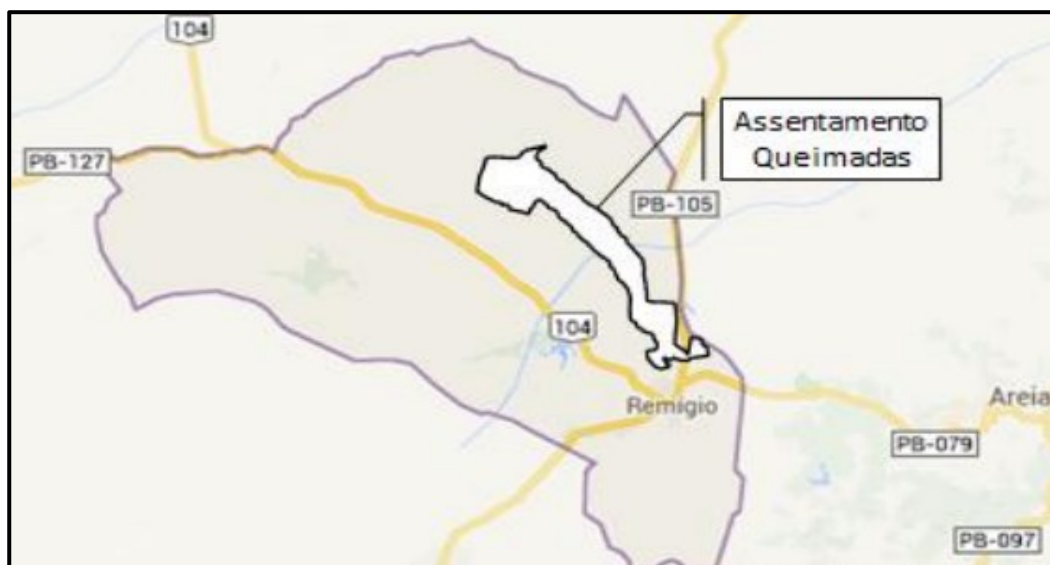 104
Assentamento
Queimadas
PB-127
PB-105
104
Remígio
Areia
PB-079
PB-097